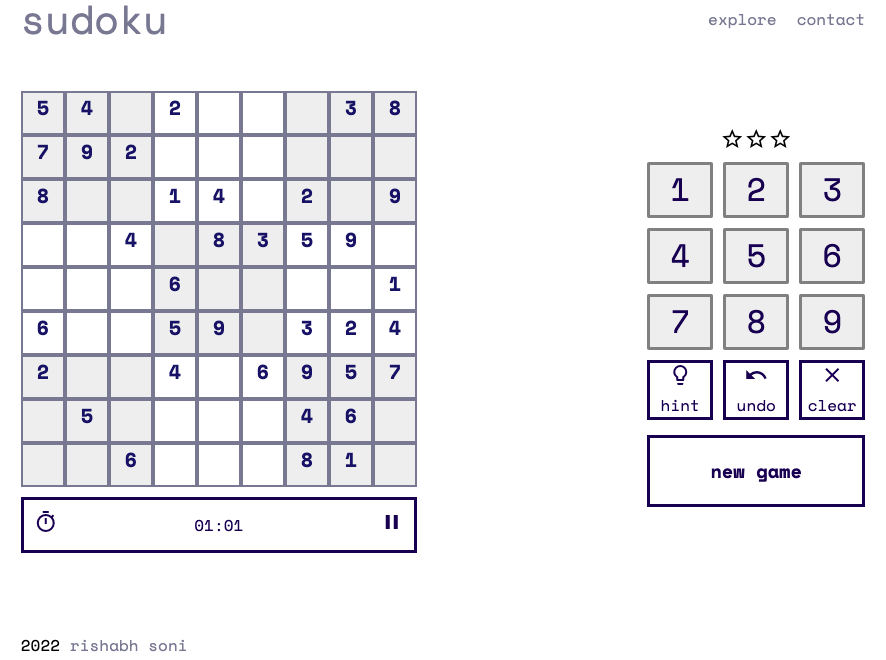 sudoku
explore contact
5 4 2 3 8
7 9 2
8 1 4 2 9
4 8 3 5 9
6 1
6 5 9 3 2 4
2 4 6 9 5 7
5 4 6
6 8 1
01:01
1 2 3
4 5 6
7 8 9
hint undo clear
new game
2022 rishabh soni